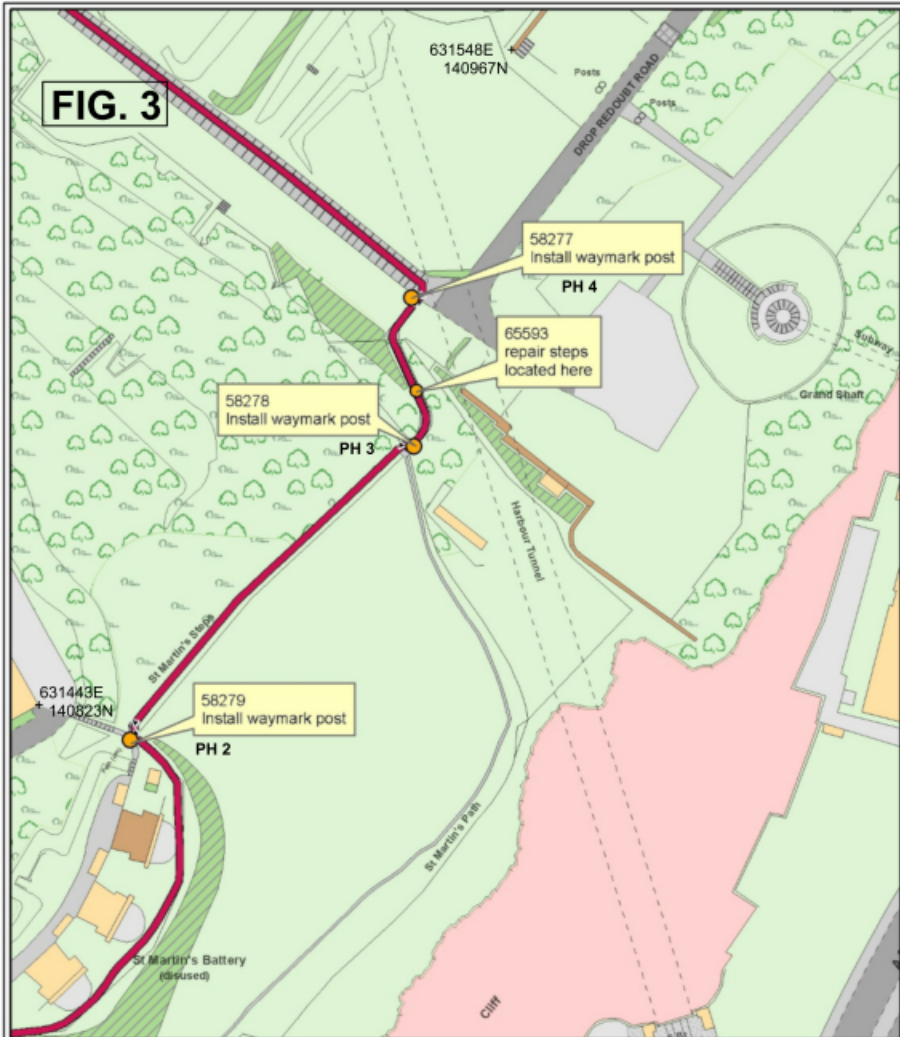 631548E
140967N
Posts
FIG. 3
Posts
DROP REDOUBT ROAD
58277
Install waymark post
PH 4
65593
repair steps
located here
Subway
Grand Shaft
58278
Install waymark post
PH 3
Harbour Tunnel
St Martin's Steps
631443E
140823N
58279
Install waymark post
PH 2
St Martin's Path
St Martin's Battery
(disused)
Cliff